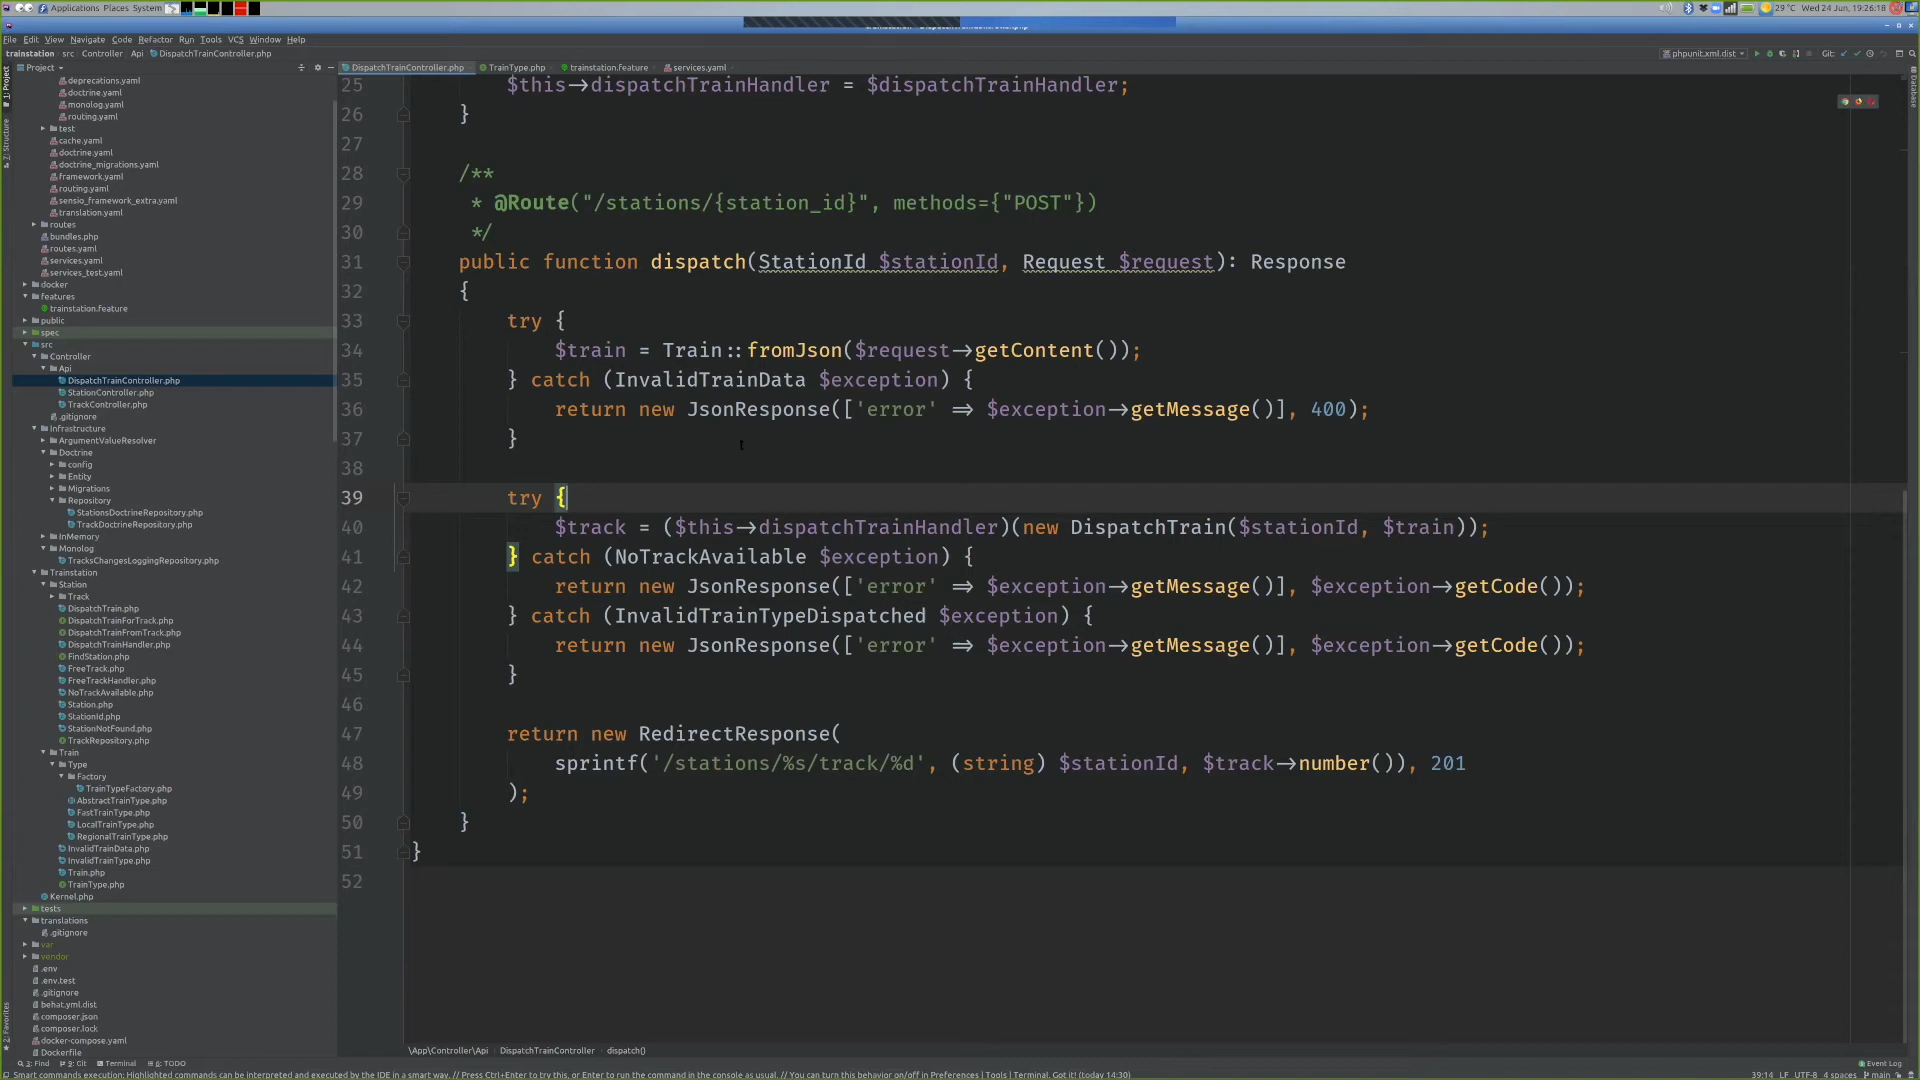 Applications Places System
29 °C Wed 24 Jun, 19:26:18
File Edit View Navigate Code Refactor Run Tools VCS Window Help
trainstation src Controller Api DispatchTrainController.php
phpunit.xml.dist Git:
Project
DispatchTrainController.php TrainType.php trainstation.feature services.yaml
1: Project
7: Structure
2: Favorites
Database
deprecations.yaml
doctrine.yaml
monolog.yaml
routing.yaml
test
cache.yaml
doctrine.yaml
doctrine_migrations.yaml
framework.yaml
routing.yaml
sensio_framework_extra.yaml
translation.yaml
routes
bundles.php
routes.yaml
services.yaml
services_test.yaml
docker
features
trainstation.feature
public
spec
src
Controller
Api
DispatchTrainController.php
StationController.php
TrackController.php
.gitignore
Infrastructure
ArgumentValueResolver
Doctrine
config
Entity
Migrations
Repository
StationsDoctrineRepository.php
TrackDoctrineRepository.php
InMemory
Monolog
TracksChangesLoggingRepository.php
Trainstation
Station
Track
DispatchTrain.php
DispatchTrainForTrack.php
DispatchTrainFromTrack.php
DispatchTrainHandler.php
FindStation.php
FreeTrack.php
FreeTrackHandler.php
NoTrackAvailable.php
Station.php
StationId.php
StationNotFound.php
TrackRepository.php
Train
Type
Factory
TrainTypeFactory.php
AbstractTrainType.php
FastTrainType.php
LocalTrainType.php
RegionalTrainType.php
InvalidTrainData.php
InvalidTrainType.php
Train.php
TrainType.php
Kernel.php
tests
translations
.gitignore
var
vendor
.env
.env.test
.gitignore
behat.yml.dist
composer.json
composer.lock
docker-compose.yaml
Dockerfile
25 $this->dispatchTrainHandler = $dispatchTrainHandler;
26 }
27
28 /**
29 * @Route("/stations/{station_id}", methods={"POST"})
30 */
31 public function dispatch(StationId $stationId, Request $request): Response
32 {
33 try {
34 $train = Train::fromJson($request->getContent());
35 } catch (InvalidTrainData $exception) {
36 return new JsonResponse(['error' => $exception->getMessage()], 400);
37 }
38
39 try {
40 $track = ($this->dispatchTrainHandler)(new DispatchTrain($stationId, $train));
41 } catch (NoTrackAvailable $exception) {
42 return new JsonResponse(['error' => $exception->getMessage()], $exception->getCode());
43 } catch (InvalidTrainTypeDispatched $exception) {
44 return new JsonResponse(['error' => $exception->getMessage()], $exception->getCode());
45 }
46
47 return new RedirectResponse(
48 sprintf('/stations/%s/track/%d', (string) $stationId, $track->number()), 201
49 );
50 }
51 }
52
\App\Controller\Api DispatchTrainController dispatch()
3: Find 9: Git Terminal 6: TODO
Event Log
Smart commands execution: Highlighted commands can be interpreted and executed by the IDE in a smart way. // Press Ctrl+Enter to try this, or Enter to run the command in the console as usual. // You can turn this behavior on/off in Preferences | Tools | Terminal. Got it! (today 14:30)
39:14 LF UTF-8 4 spaces main